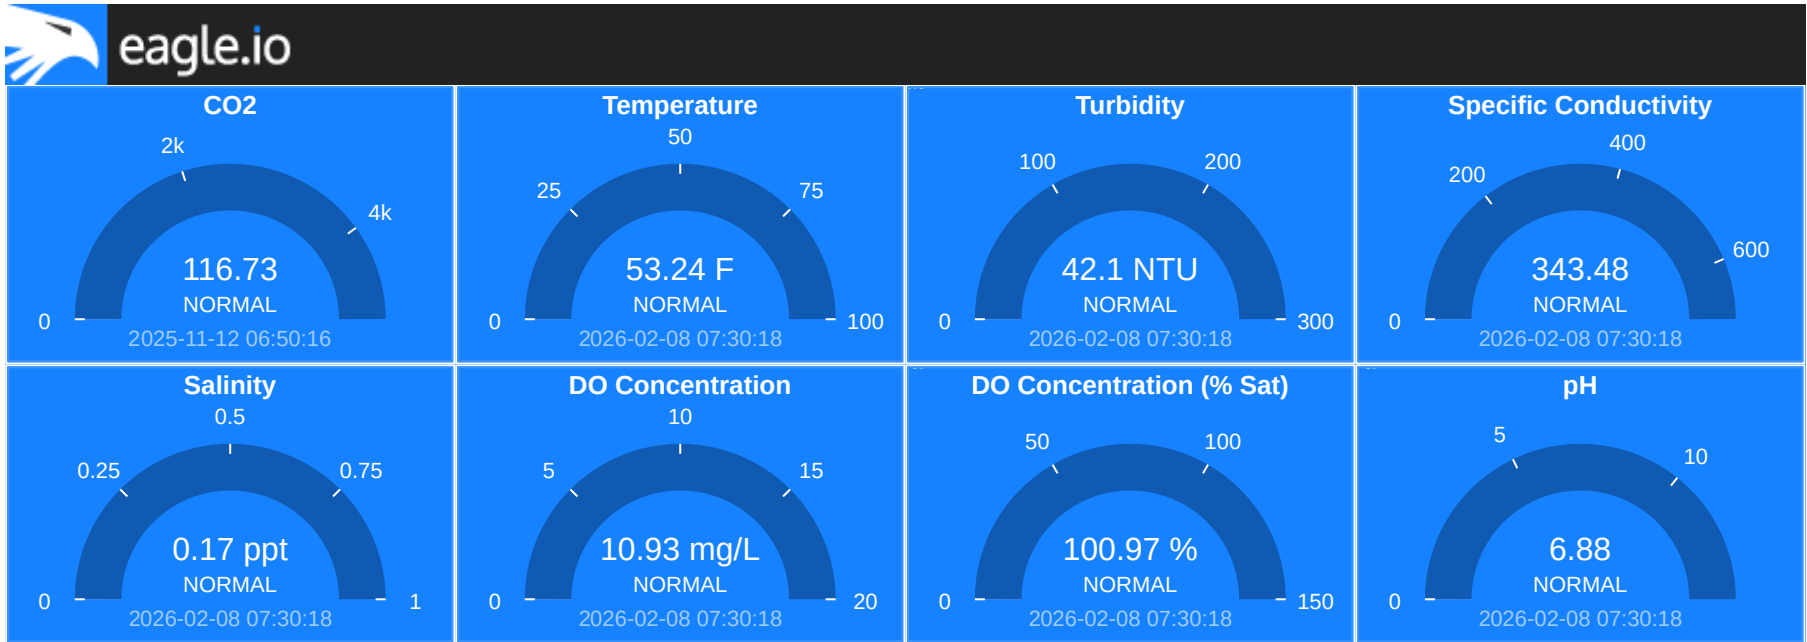 eagle.io
CO2
2k
4k
0
116.73
NORMAL
2025-11-12 06:50:16
Temperature
50
25
75
0
100
53.24 F
NORMAL
2026-02-08 07:30:18
Turbidity
100
200
0
300
42.1 NTU
NORMAL
2026-02-08 07:30:18
Specific Conductivity
400
200
600
0
343.48
NORMAL
2026-02-08 07:30:18
Salinity
0.5
0.25
0.75
0
1
0.17 ppt
NORMAL
2026-02-08 07:30:18
DO Concentration
10
5
15
0
20
10.93 mg/L
NORMAL
2026-02-08 07:30:18
DO Concentration (% Sat)
50
100
0
150
100.97 %
NORMAL
2026-02-08 07:30:18
pH
5
10
0
6.88
NORMAL
2026-02-08 07:30:18